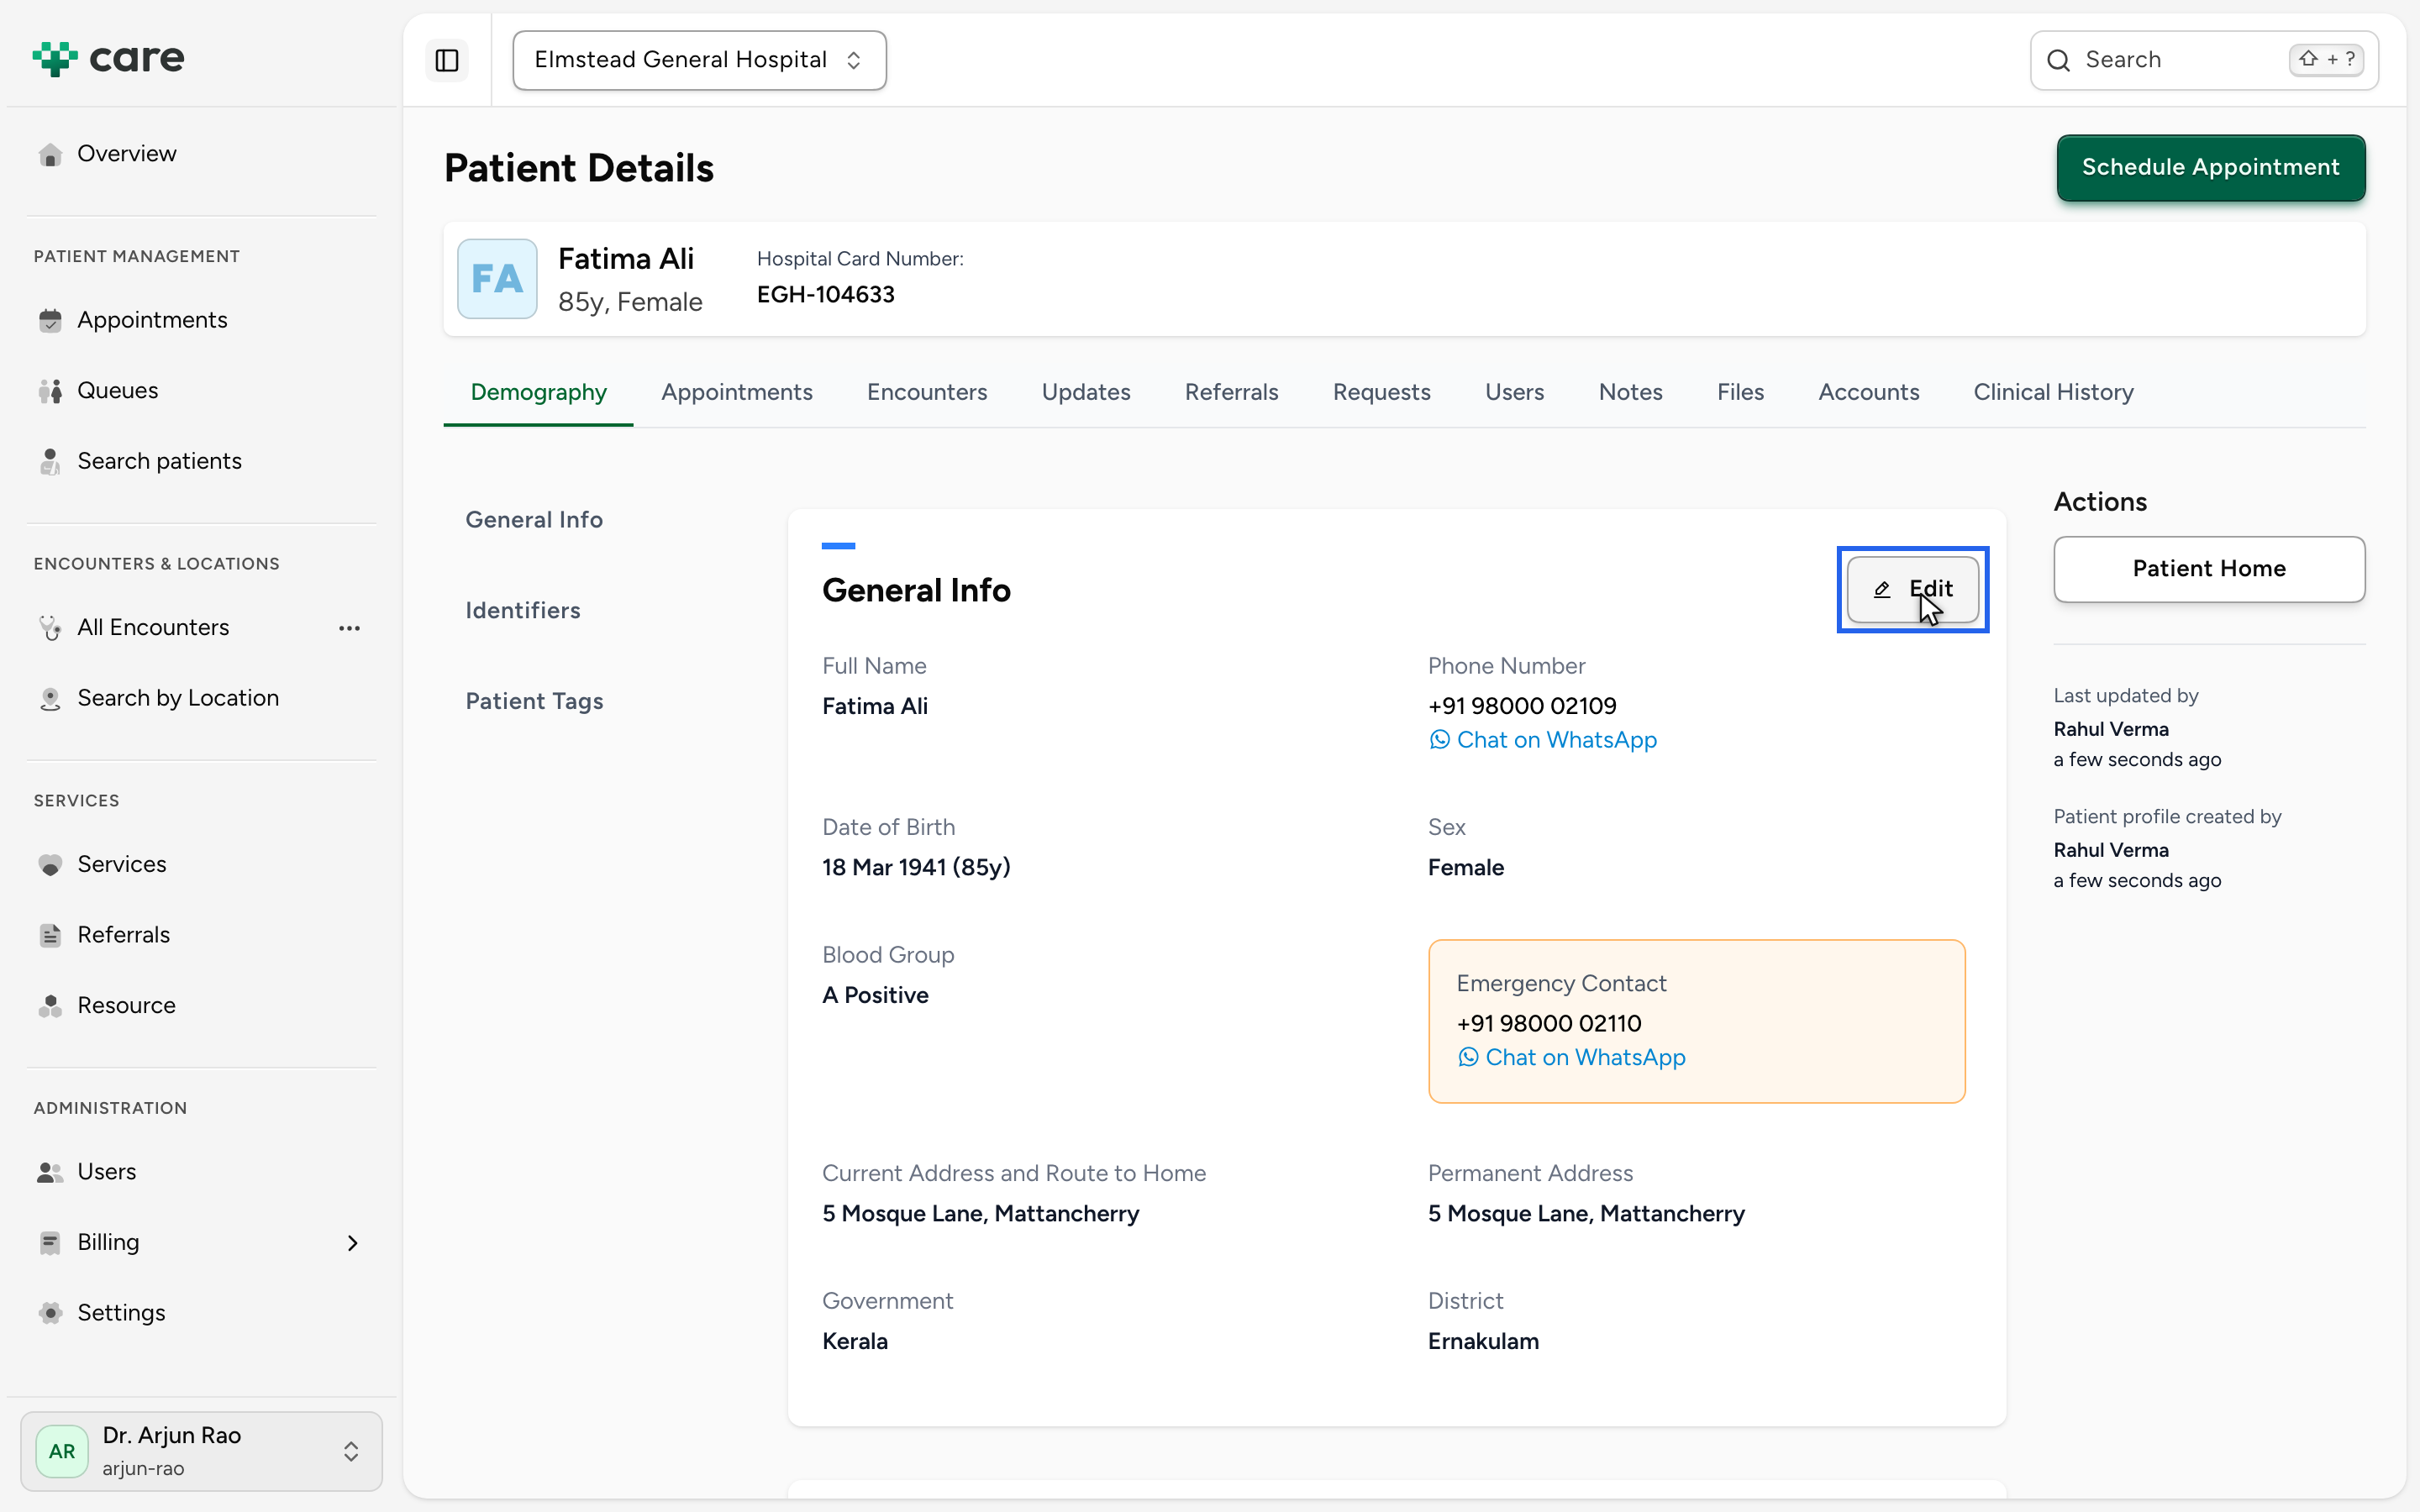 care
Overview
PATIENT MANAGEMENT
Appointments
Queues
Search patients
ENCOUNTERS & LOCATIONS
All Encounters
Search by Location
SERVICES
Services
Referrals
Resource
ADMINISTRATION
Users
Billing
Settings
AR
Dr. Arjun Rao
arjun-rao
Elmstead General Hospital
Search
+ ?
Patient Details
Schedule Appointment
FA
Fatima Ali
85y, Female
Hospital Card Number:
EGH-104633
Demography Appointments Encounters Updates Referrals Requests Users Notes Files Accounts Clinical History
General Info
Identifiers
Patient Tags
General Info
Edit
Full Name
Fatima Ali
Phone Number
+91 98000 02109
Chat on WhatsApp
Date of Birth
18 Mar 1941 (85y)
Sex
Female
Blood Group
A Positive
Emergency Contact
+91 98000 02110
Chat on WhatsApp
Current Address and Route to Home
5 Mosque Lane, Mattancherry
Permanent Address
5 Mosque Lane, Mattancherry
Government
Kerala
District
Ernakulam
Actions
Patient Home
Last updated by
Rahul Verma
a few seconds ago
Patient profile created by
Rahul Verma
a few seconds ago